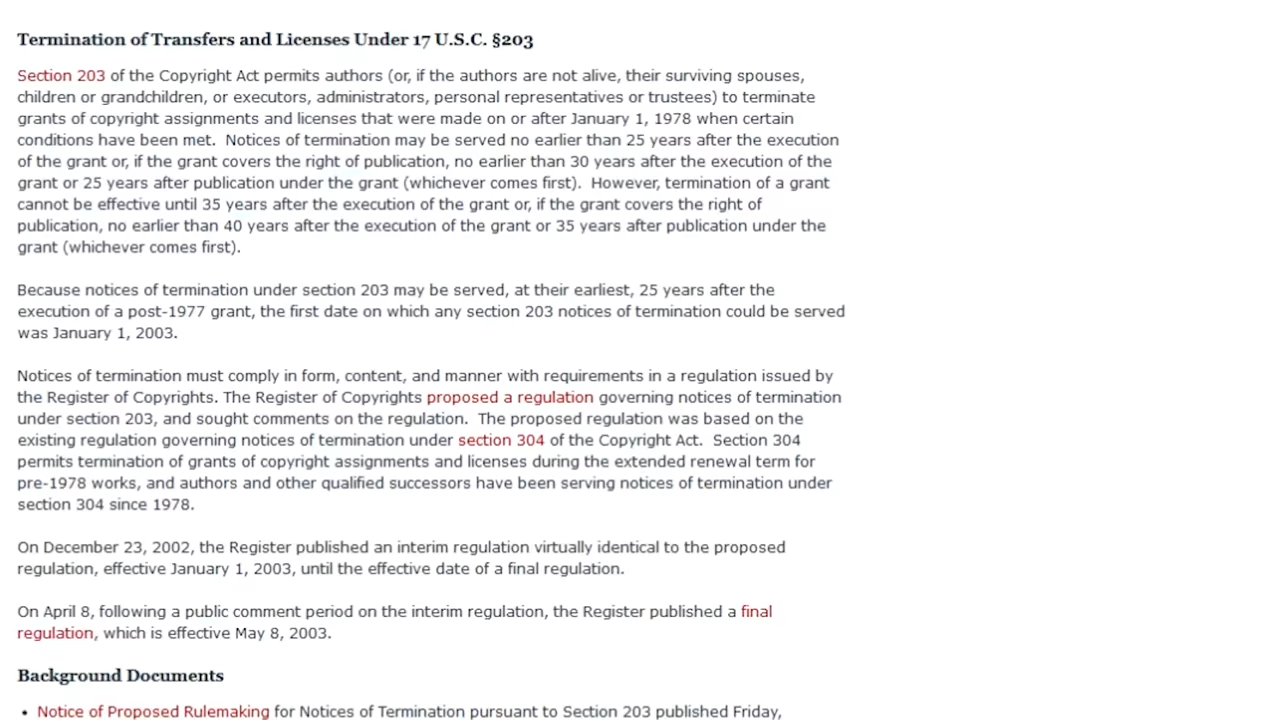 Termination of Transfers and Licenses Under 17 U.S.C. §203
Section 203 of the Copyright Act permits authors (or, if the authors are not alive, their surviving spouses,
children or grandchildren, or executors, administrators, personal representatives or trustees) to terminate
grants of copyright assignments and licenses that were made on or after January 1, 1978 when certain
conditions have been met.  Notices of termination may be served no earlier than 25 years after the execution
of the grant or, if the grant covers the right of publication, no earlier than 30 years after the execution of the
grant or 25 years after publication under the grant (whichever comes first).  However, termination of a grant
cannot be effective until 35 years after the execution of the grant or, if the grant covers the right of
publication, no earlier than 40 years after the execution of the grant or 35 years after publication under the
grant (whichever comes first).
Because notices of termination under section 203 may be served, at their earliest, 25 years after the
execution of a post-1977 grant, the first date on which any section 203 notices of termination could be served
was January 1, 2003.
Notices of termination must comply in form, content, and manner with requirements in a regulation issued by
the Register of Copyrights. The Register of Copyrights proposed a regulation governing notices of termination
under section 203, and sought comments on the regulation.  The proposed regulation was based on the
existing regulation governing notices of termination under section 304 of the Copyright Act.  Section 304
permits termination of grants of copyright assignments and licenses during the extended renewal term for
pre-1978 works, and authors and other qualified successors have been serving notices of termination under
section 304 since 1978.
On December 23, 2002, the Register published an interim regulation virtually identical to the proposed
regulation, effective January 1, 2003, until the effective date of a final regulation.
On April 8, following a public comment period on the interim regulation, the Register published a final
regulation, which is effective May 8, 2003.
Background Documents
• Notice of Proposed Rulemaking for Notices of Termination pursuant to Section 203 published Friday,